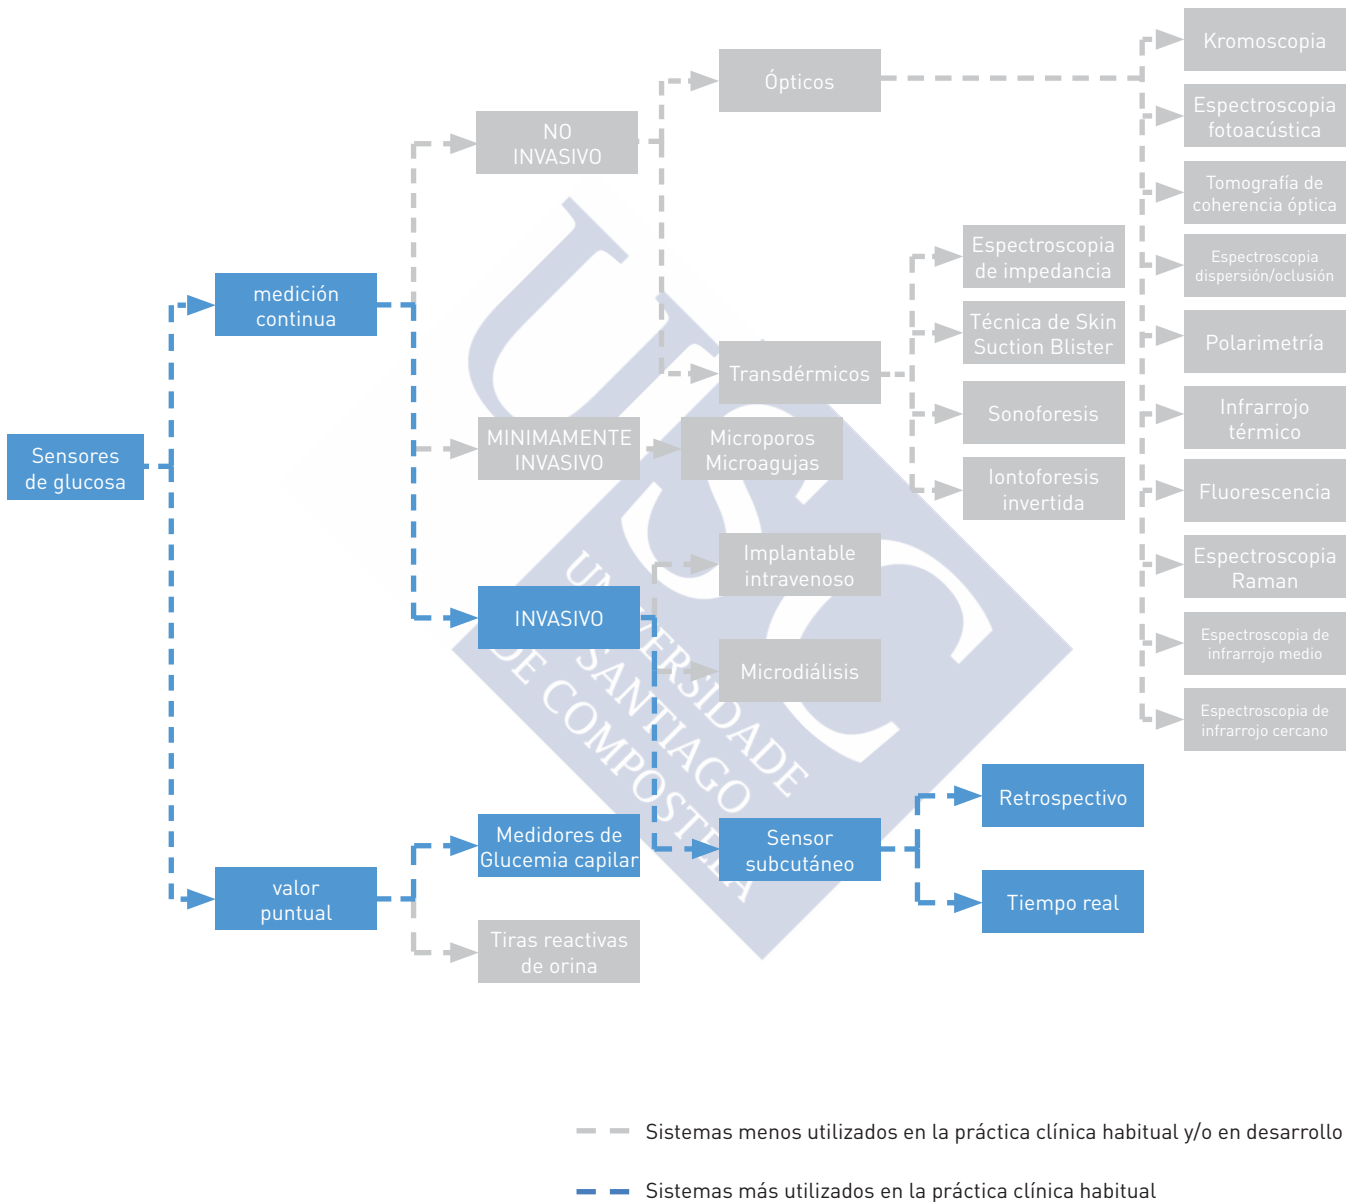 Sensores
de glucosa
medición
continua
valor
puntual
NO
INVASIVO
MINIMAMENTE
INVASIVO
INVASIVO
Medidores de
Glucemia capilar
Tiras reactivas
de orina
Ópticos
Transdérmicos
Microporos
Microagujas
Implantable
intravenoso
Microdiálisis
Sensor
subcutáneo
Espectroscopia
de impedancia
Técnica de Skin
Suction Blister
Sonoforesis
Iontoforesis
invertida
Retrospectivo
Tiempo real
Kromoscopia
Espectroscopia
fotoacústica
Tomografía de
coherencia óptica
Espectroscopia
dispersión/oclusión
Polarimetría
Infrarrojo
térmico
Fluorescencia
Espectroscopia
Raman
Espectroscopia de
infrarrojo medio
Espectroscopia de
infrarrojo cercano
USC
UNIVERSIDADE
DE SANTIAGO
DE COMPOSTELA
Sistemas menos utilizados en la práctica clínica habitual y/o en desarrollo
Sistemas más utilizados en la práctica clínica habitual